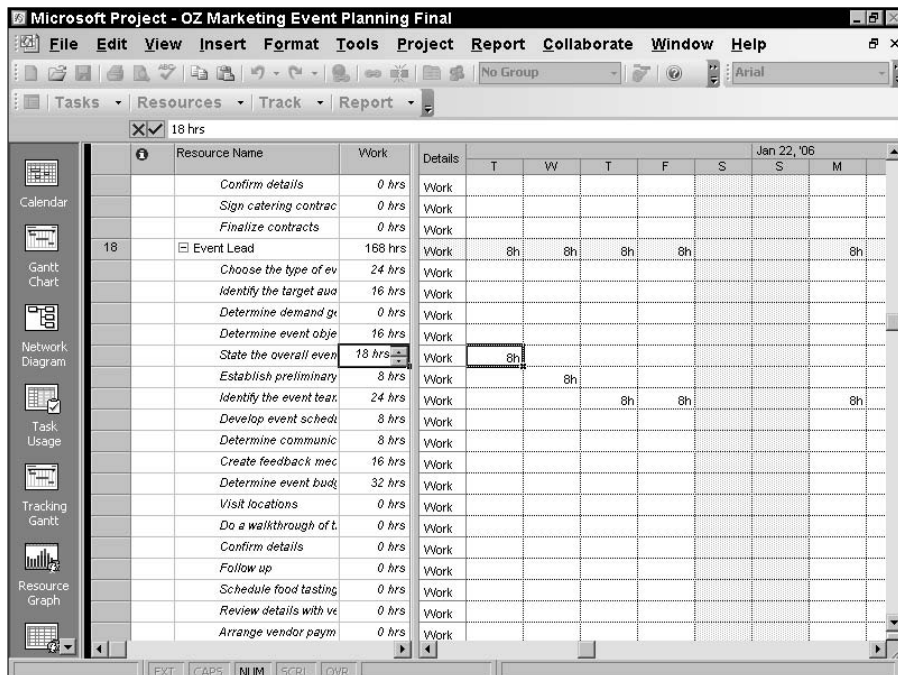 Microsoft Project - OZ Marketing Event Planning Final
File Edit View Insert Format Tools Project Report Collaborate Window Help
No Group Arial
Tasks Resources Track Report
18 hrs
Resource Name Work Details T W T F S S M
Jan 22, '06
Confirm details 0 hrs Work
Sign catering contrac 0 hrs Work
Finalize contracts 0 hrs Work
18 Event Lead 168 hrs Work 8h 8h 8h 8h 8h
Choose the type of ev 24 hrs Work
Identify the target aud 16 hrs Work
Determine demand ge 0 hrs Work
Determine event obje 16 hrs Work
State the overall even 18 hrs Work 8h
Establish preliminary 8 hrs Work 8h
Identify the event tean 24 hrs Work 8h 8h 8h
Develop event schedu 8 hrs Work
Determine communic 8 hrs Work
Create feedback mec 16 hrs Work
Determine event budg 32 hrs Work
Visit locations 0 hrs Work
Do a walkthrough of t. 0 hrs Work
Confirm details 0 hrs Work
Follow up 0 hrs Work
Schedule food tasting 0 hrs Work
Review details with ve 0 hrs Work
Arrange vendor paym 0 hrs Work
Calendar
Gantt
Chart
Network
Diagram
Task
Usage
Tracking
Gantt
Resource
Graph
EXT CAPS NUM SCRL OVR